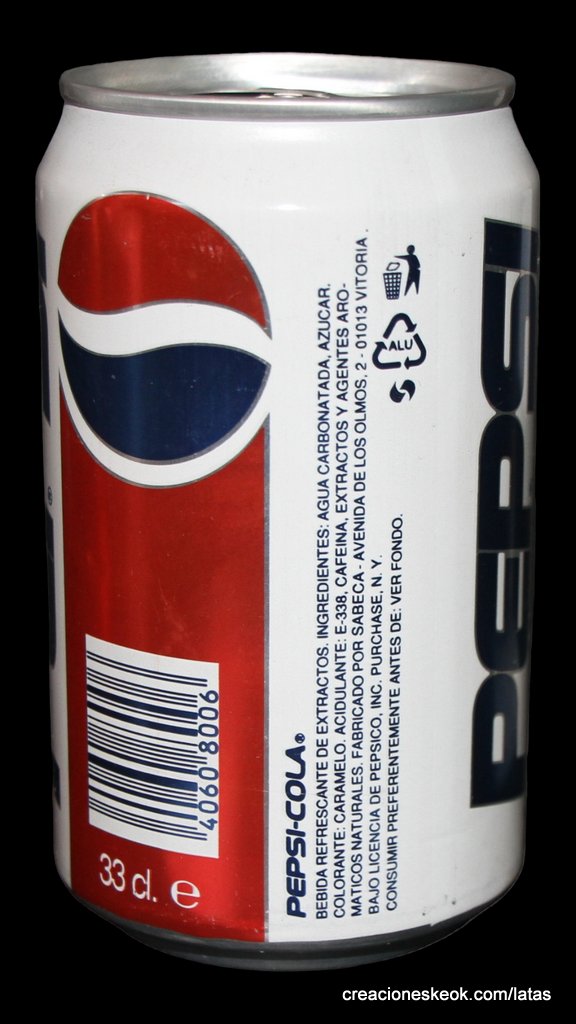 PEPSI-COLA®
BEBIDA REFRESCANTE DE EXTRACTOS. INGREDIENTES: AGUA CARBONATADA, AZUCAR.
COLORANTE: CARAMELO. ACIDULANTE: E-338, CAFEINA, EXTRACTOS Y AGENTES ARO-
MATICOS NATURALES. FABRICADO POR SABECA - AVENIDA DE LOS OLMOS, 2 - 01013 VITORIA.
BAJO LICENCIA DE PEPSICO, INC. PURCHASE, N. Y.
CONSUMIR PREFERENTEMENTE ANTES DE: VER FONDO.
ALU
PEPSI
4060 8006
33 cl. e
creacioneskeok.com/latas